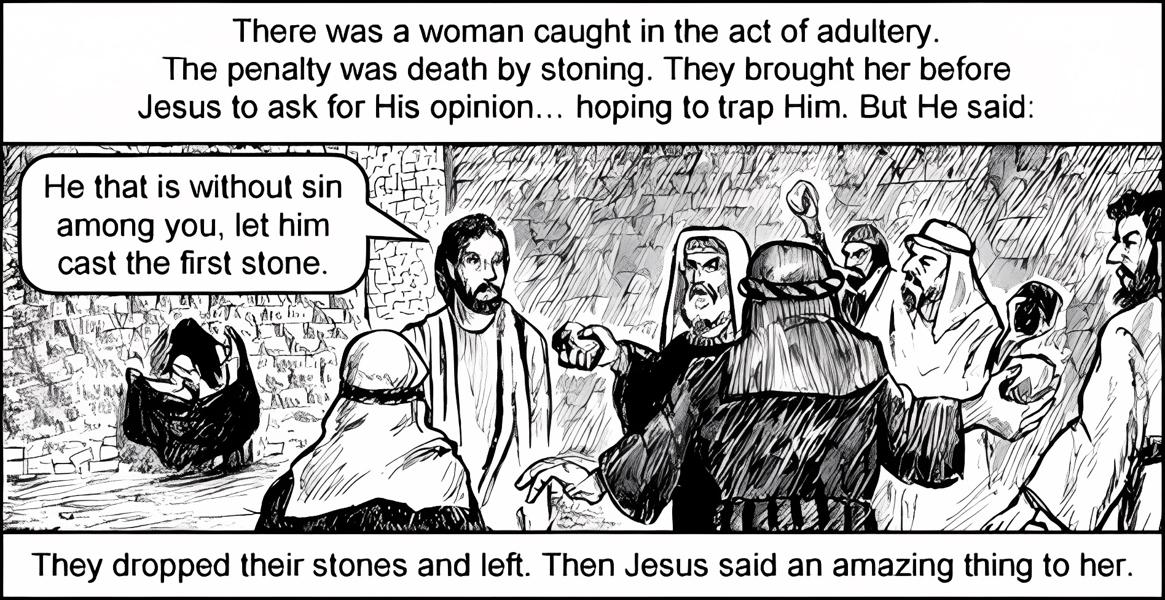 There was a woman caught in the act of adultery.
The penalty was death by stoning. They brought her before
Jesus to ask for His opinion… hoping to trap Him. But He said:
He that is without sin
among you, let him
cast the first stone.
They dropped their stones and left. Then Jesus said an amazing thing to her.